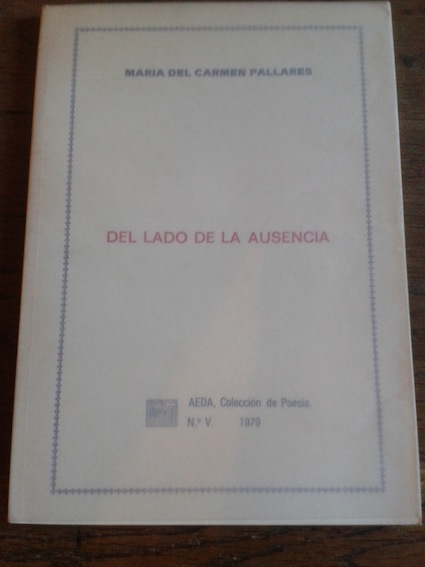 MARIA DEL CARMEN PALLARES
DEL LADO DE LA AUSENCIA
AEDA, Colección de Poesía.
N.º V. 1979